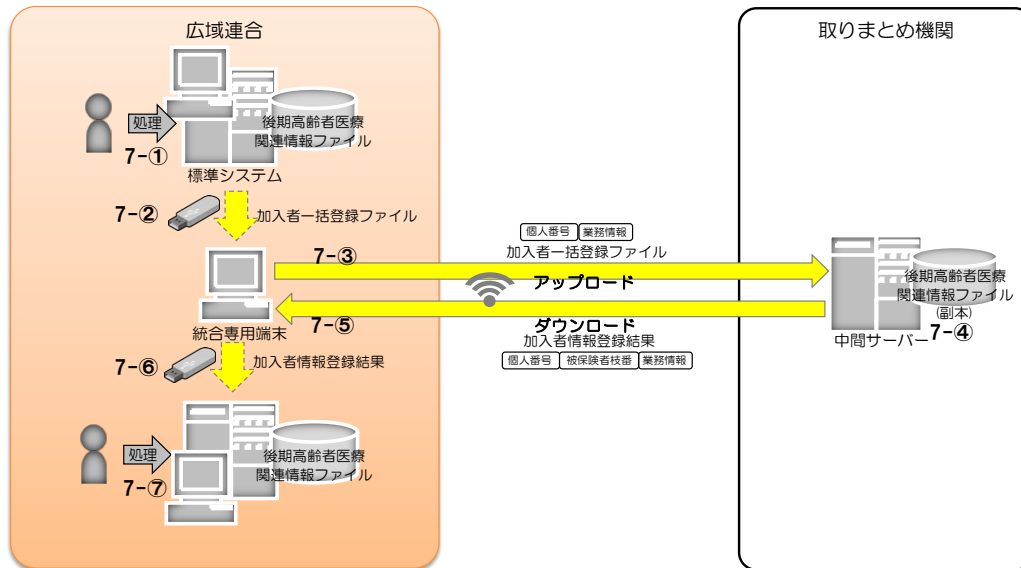 広域連合
処理
7-①
後期高齢者医療
関連情報ファイル
標準システム
7-②
加入者一括登録ファイル
統合専用端末
7-③
個人番号 業務情報
加入者一括登録ファイル
アップロード
取りまとめ機関
後期高齢者医療
関連情報ファイル
(副本)
中間サーバー
7-④
7-⑤
ダウンロード
加入者情報登録結果
個人番号 被保険者枝番 業務情報
7-⑥
加入者情報登録結果
処理
7-⑦
後期高齢者医療
関連情報ファイル